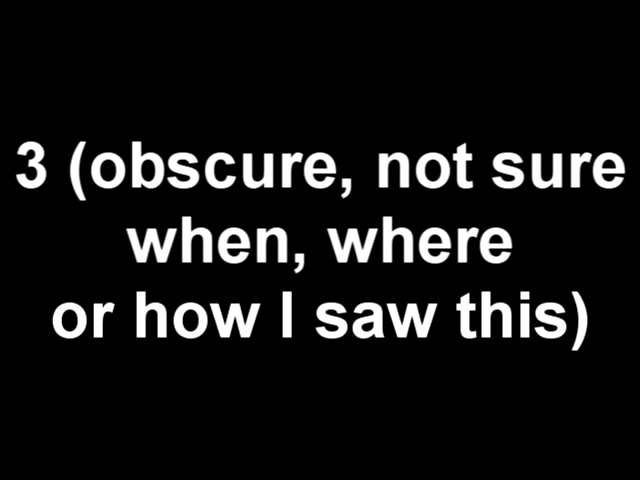 3 (obscure, not sure
when, where
or how I saw this)